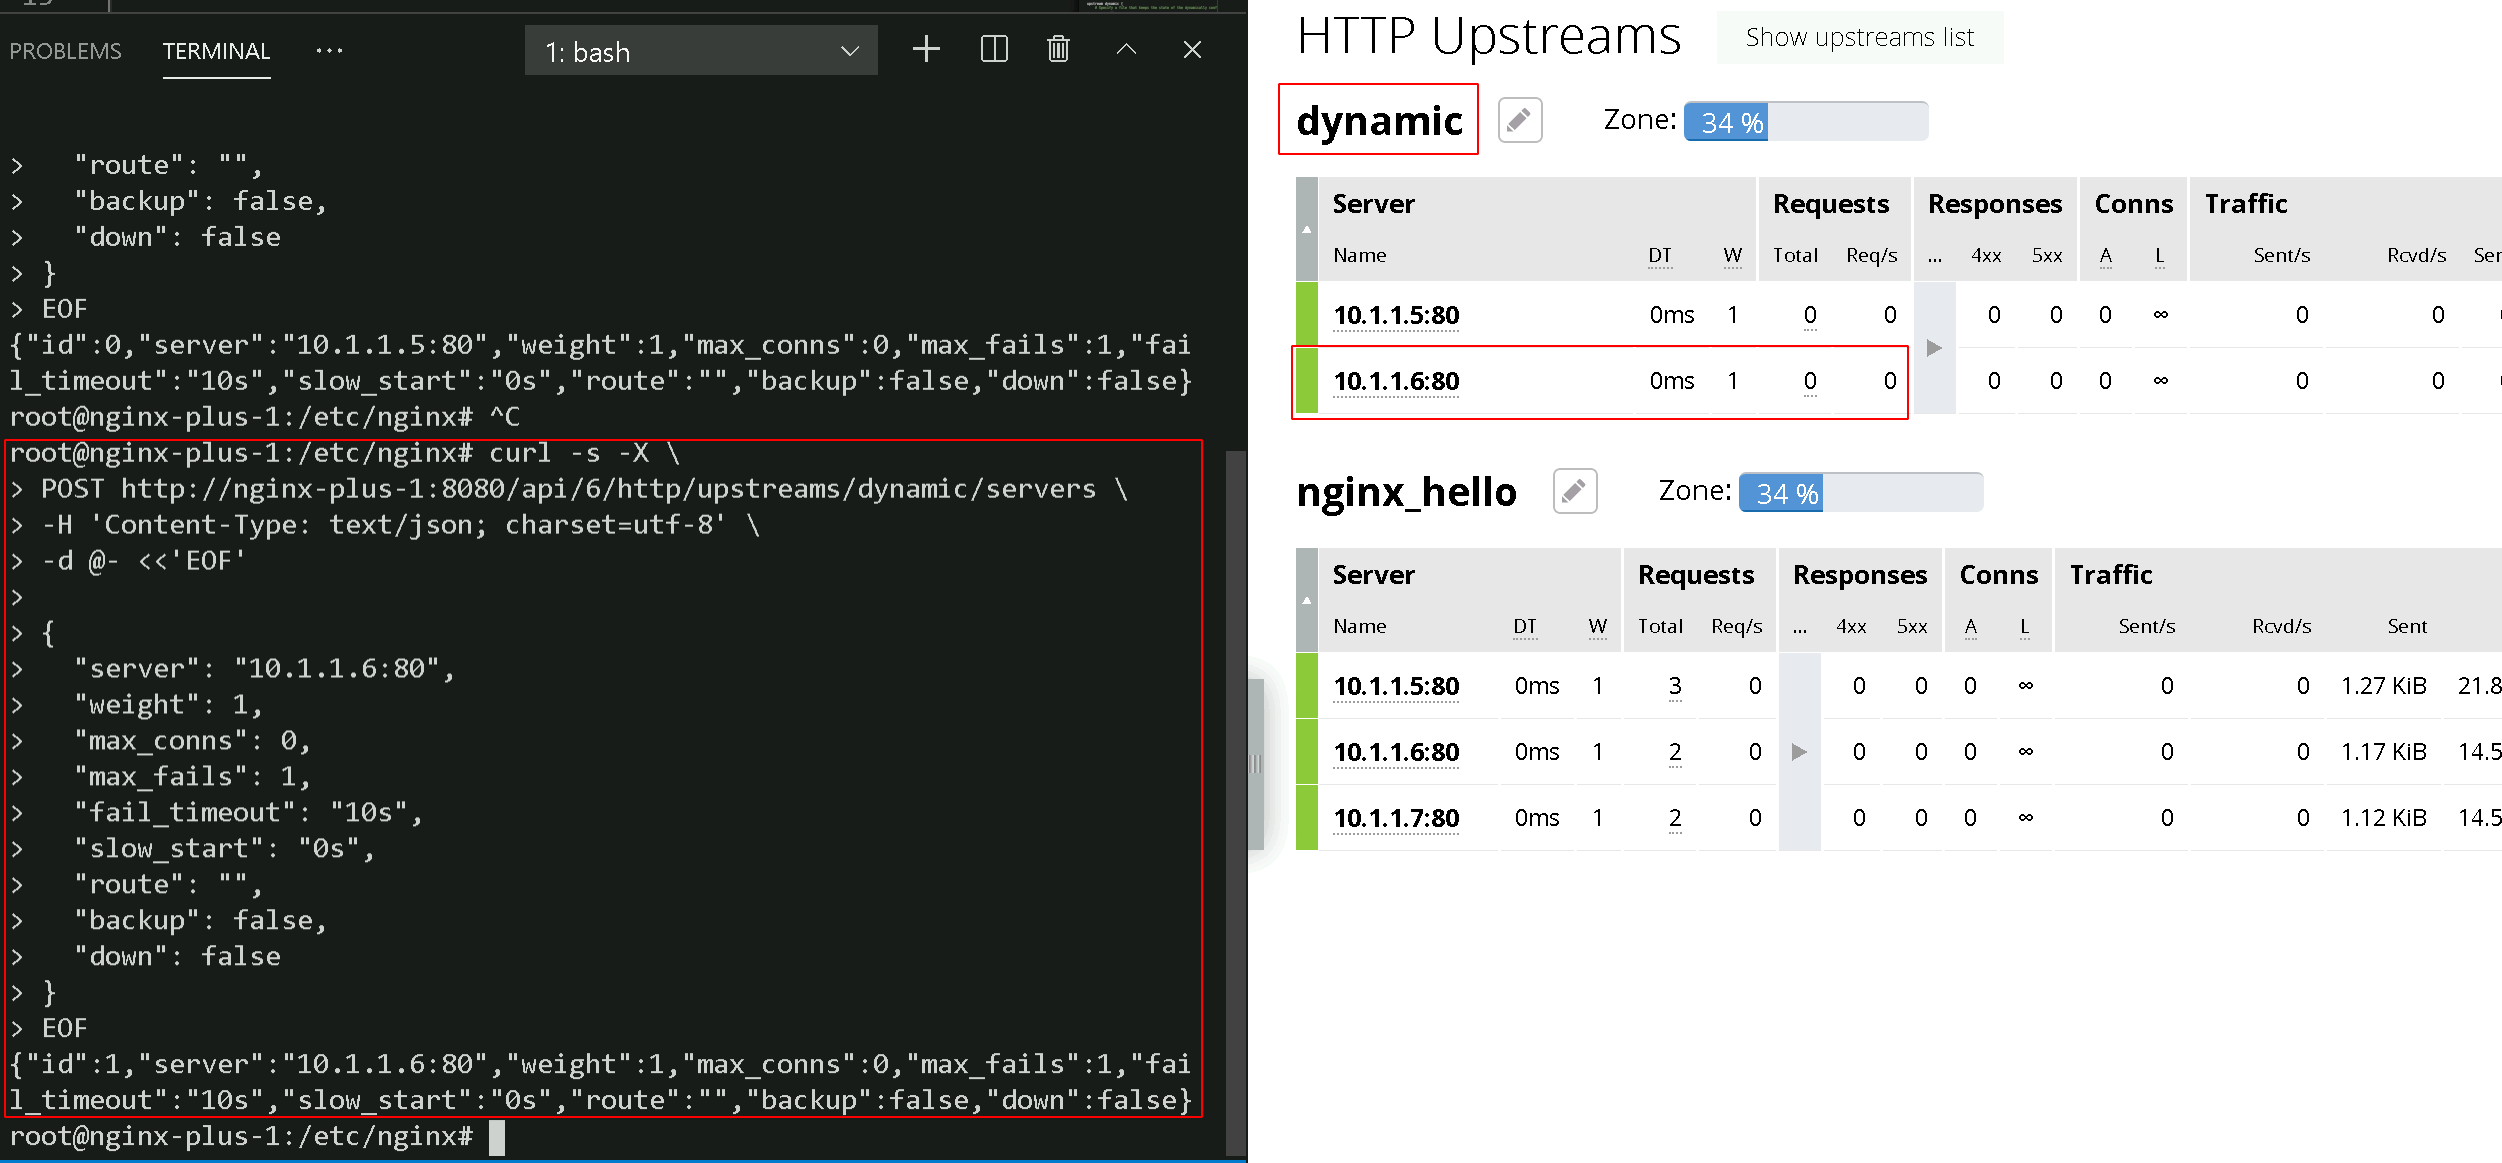 PROBLEMS TERMINAL ··· 1: bash
> "route": "",
> "backup": false,
> "down": false
> }
> EOF
{"id":0,"server":"10.1.1.5:80","weight":1,"max_conns":0,"max_fails":1,"fai
l_timeout":"10s","slow_start":"0s","route":"","backup":false,"down":false}
root@nginx-plus-1:/etc/nginx# ^C
root@nginx-plus-1:/etc/nginx# curl -s -X \
> POST http://nginx-plus-1:8080/api/6/http/upstreams/dynamic/servers \
> -H 'Content-Type: text/json; charset=utf-8' \
> -d @- <<'EOF'
>
> {
> "server": "10.1.1.6:80",
> "weight": 1,
> "max_conns": 0,
> "max_fails": 1,
> "fail_timeout": "10s",
> "slow_start": "0s",
> "route": "",
> "backup": false,
> "down": false
> }
> EOF
{"id":1,"server":"10.1.1.6:80","weight":1,"max_conns":0,"max_fails":1,"fai
l_timeout":"10s","slow_start":"0s","route":"","backup":false,"down":false}
root@nginx-plus-1:/etc/nginx#
HTTP Upstreams Show upstreams list
dynamic Zone: 34 %
Server Requests Responses Conns Traffic
Name DT W Total Req/s ... 4xx 5xx A L Sent/s Rcvd/s Ser
10.1.1.5:80 0ms 1 0 0 0 0 0 ∞ 0 0
10.1.1.6:80 0ms 1 0 0 0 0 0 ∞ 0 0
nginx_hello Zone: 34 %
Server Requests Responses Conns Traffic
Name DT W Total Req/s ... 4xx 5xx A L Sent/s Rcvd/s Sent
10.1.1.5:80 0ms 1 3 0 0 0 0 ∞ 0 0 1.27 KiB 21.8
10.1.1.6:80 0ms 1 2 0 0 0 0 ∞ 0 0 1.17 KiB 14.5
10.1.1.7:80 0ms 1 2 0 0 0 0 ∞ 0 0 1.12 KiB 14.5